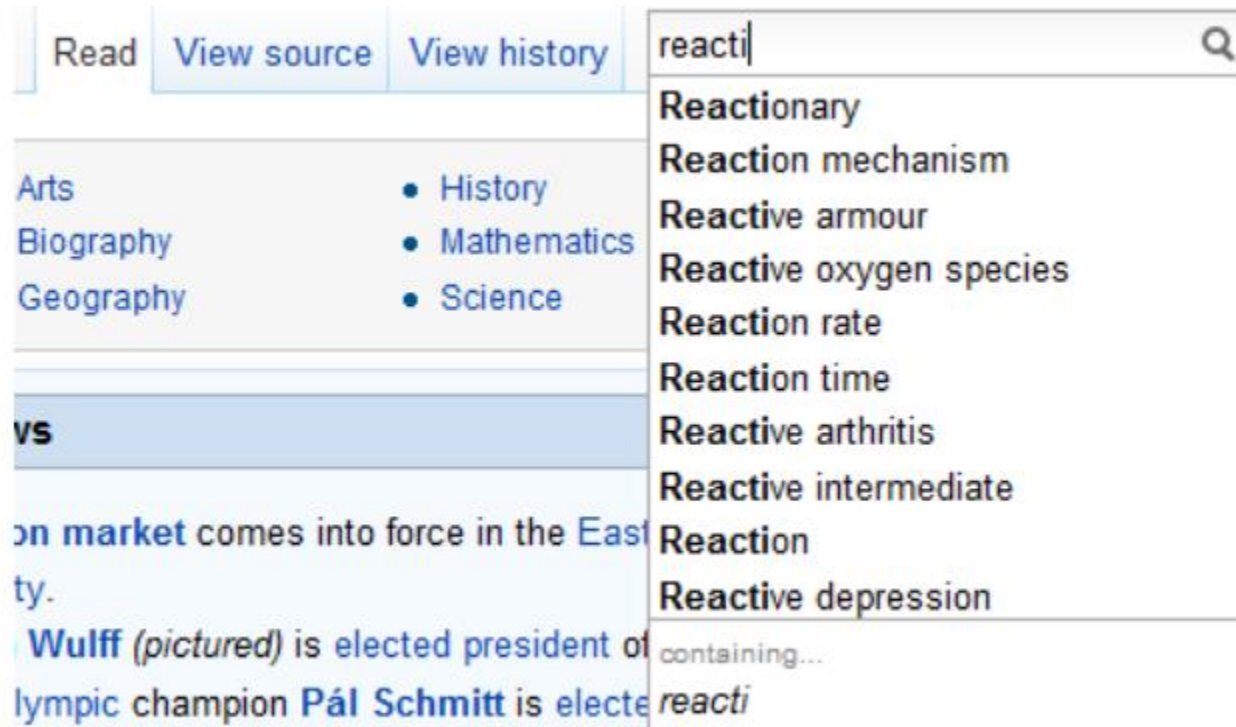 Read View source View history
reacti
Reactionary
Reaction mechanism
Reactive armour
Reactive oxygen species
Reaction rate
Reaction time
Reactive arthritis
Reactive intermediate
Reaction
Reactive depression
containing...
reacti
Arts • History
Biography • Mathematics
Geography • Science
ws
on market comes into force in the East
ty.
Wulff (pictured) is elected president of
lympic champion Pál Schmitt is electe